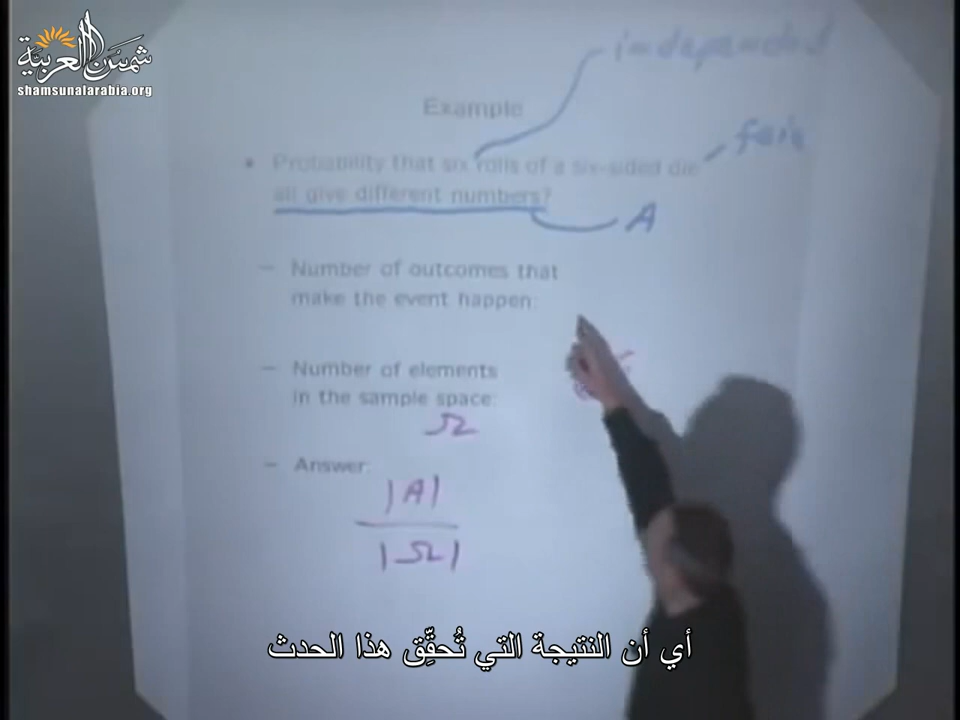 شمس العربية
shamsunalarabia.org
independent
Example
fair
• Probability that six rolls of a six-sided die
all give different numbers?
A
– Number of outcomes that
make the event happen:
– Number of elements
in the sample space:
Ω
– Answer:
|A|
|Ω|
أي أن النتيجة التي تُحقِّق هذا الحدث